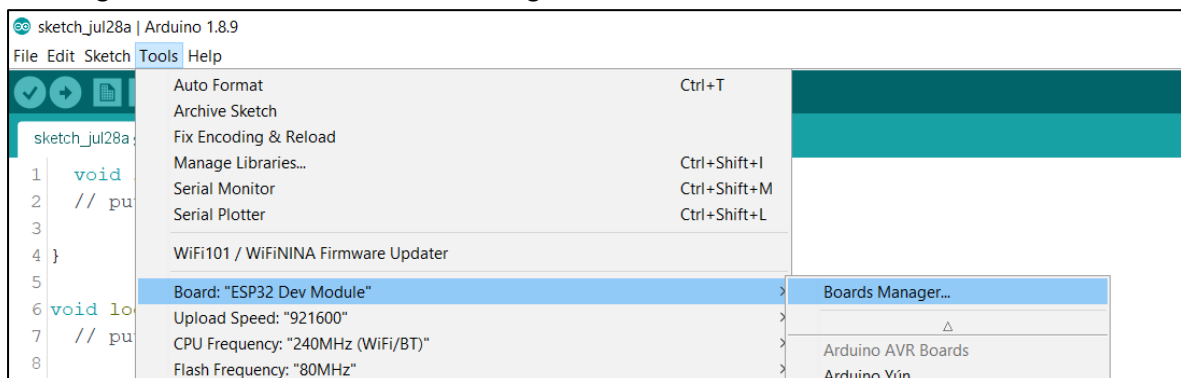 sketch_jul28a | Arduino 1.8.9
File Edit Sketch Tools Help
Auto Format Ctrl+T
Archive Sketch
sketch_jul28a
Fix Encoding & Reload
Manage Libraries... Ctrl+Shift+I
1 void
Serial Monitor Ctrl+Shift+M
2 // pu
Serial Plotter Ctrl+Shift+L
3
4 }
WiFi101 / WiFiNINA Firmware Updater
5
Board: "ESP32 Dev Module" Boards Manager...
6 void lo
Upload Speed: "921600"
7 // pu
CPU Frequency: "240MHz (WiFi/BT)"
Arduino AVR Boards
8
Flash Frequency: "80MHz"
Arduino Yún